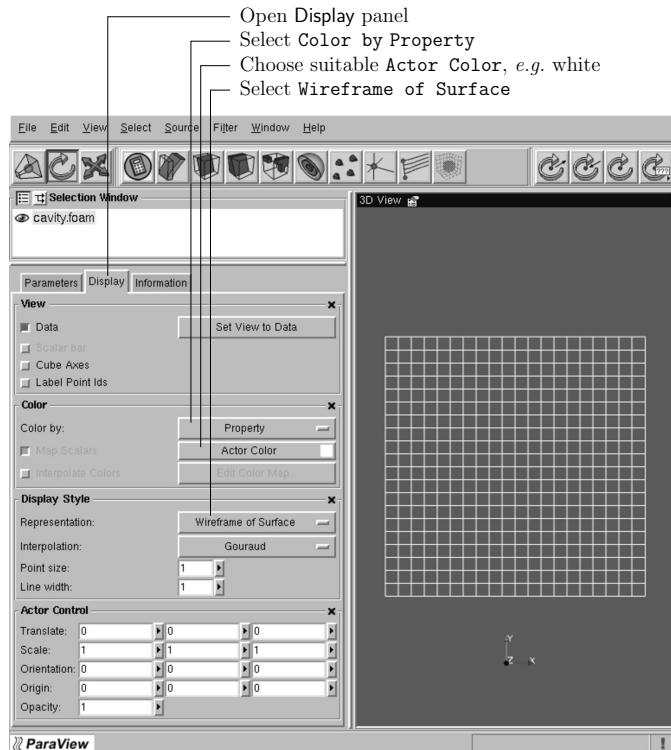 Open Display panel
Select Color by Property
Choose suitable Actor Color, e.g. white
Select Wireframe of Surface
File Edit View Select Source Filter Window Help
Selection Window
cavity.foam
3D View
Parameters Display Information
View
Data Set View to Data
Scalar bar
Cube Axes
Label Point Ids
Color
Color by: Property
Map Scalars Actor Color
Interpolate Colors Edit Color Map...
Display Style
Representation: Wireframe of Surface
Interpolation: Gouraud
Point size: 1
Line width: 1
Actor Control
Translate: 0 0 0
Scale: 1 1 1
Orientation: 0 0 0
Origin: 0 0 0
Opacity: 1
Y
Z X
ParaView
!